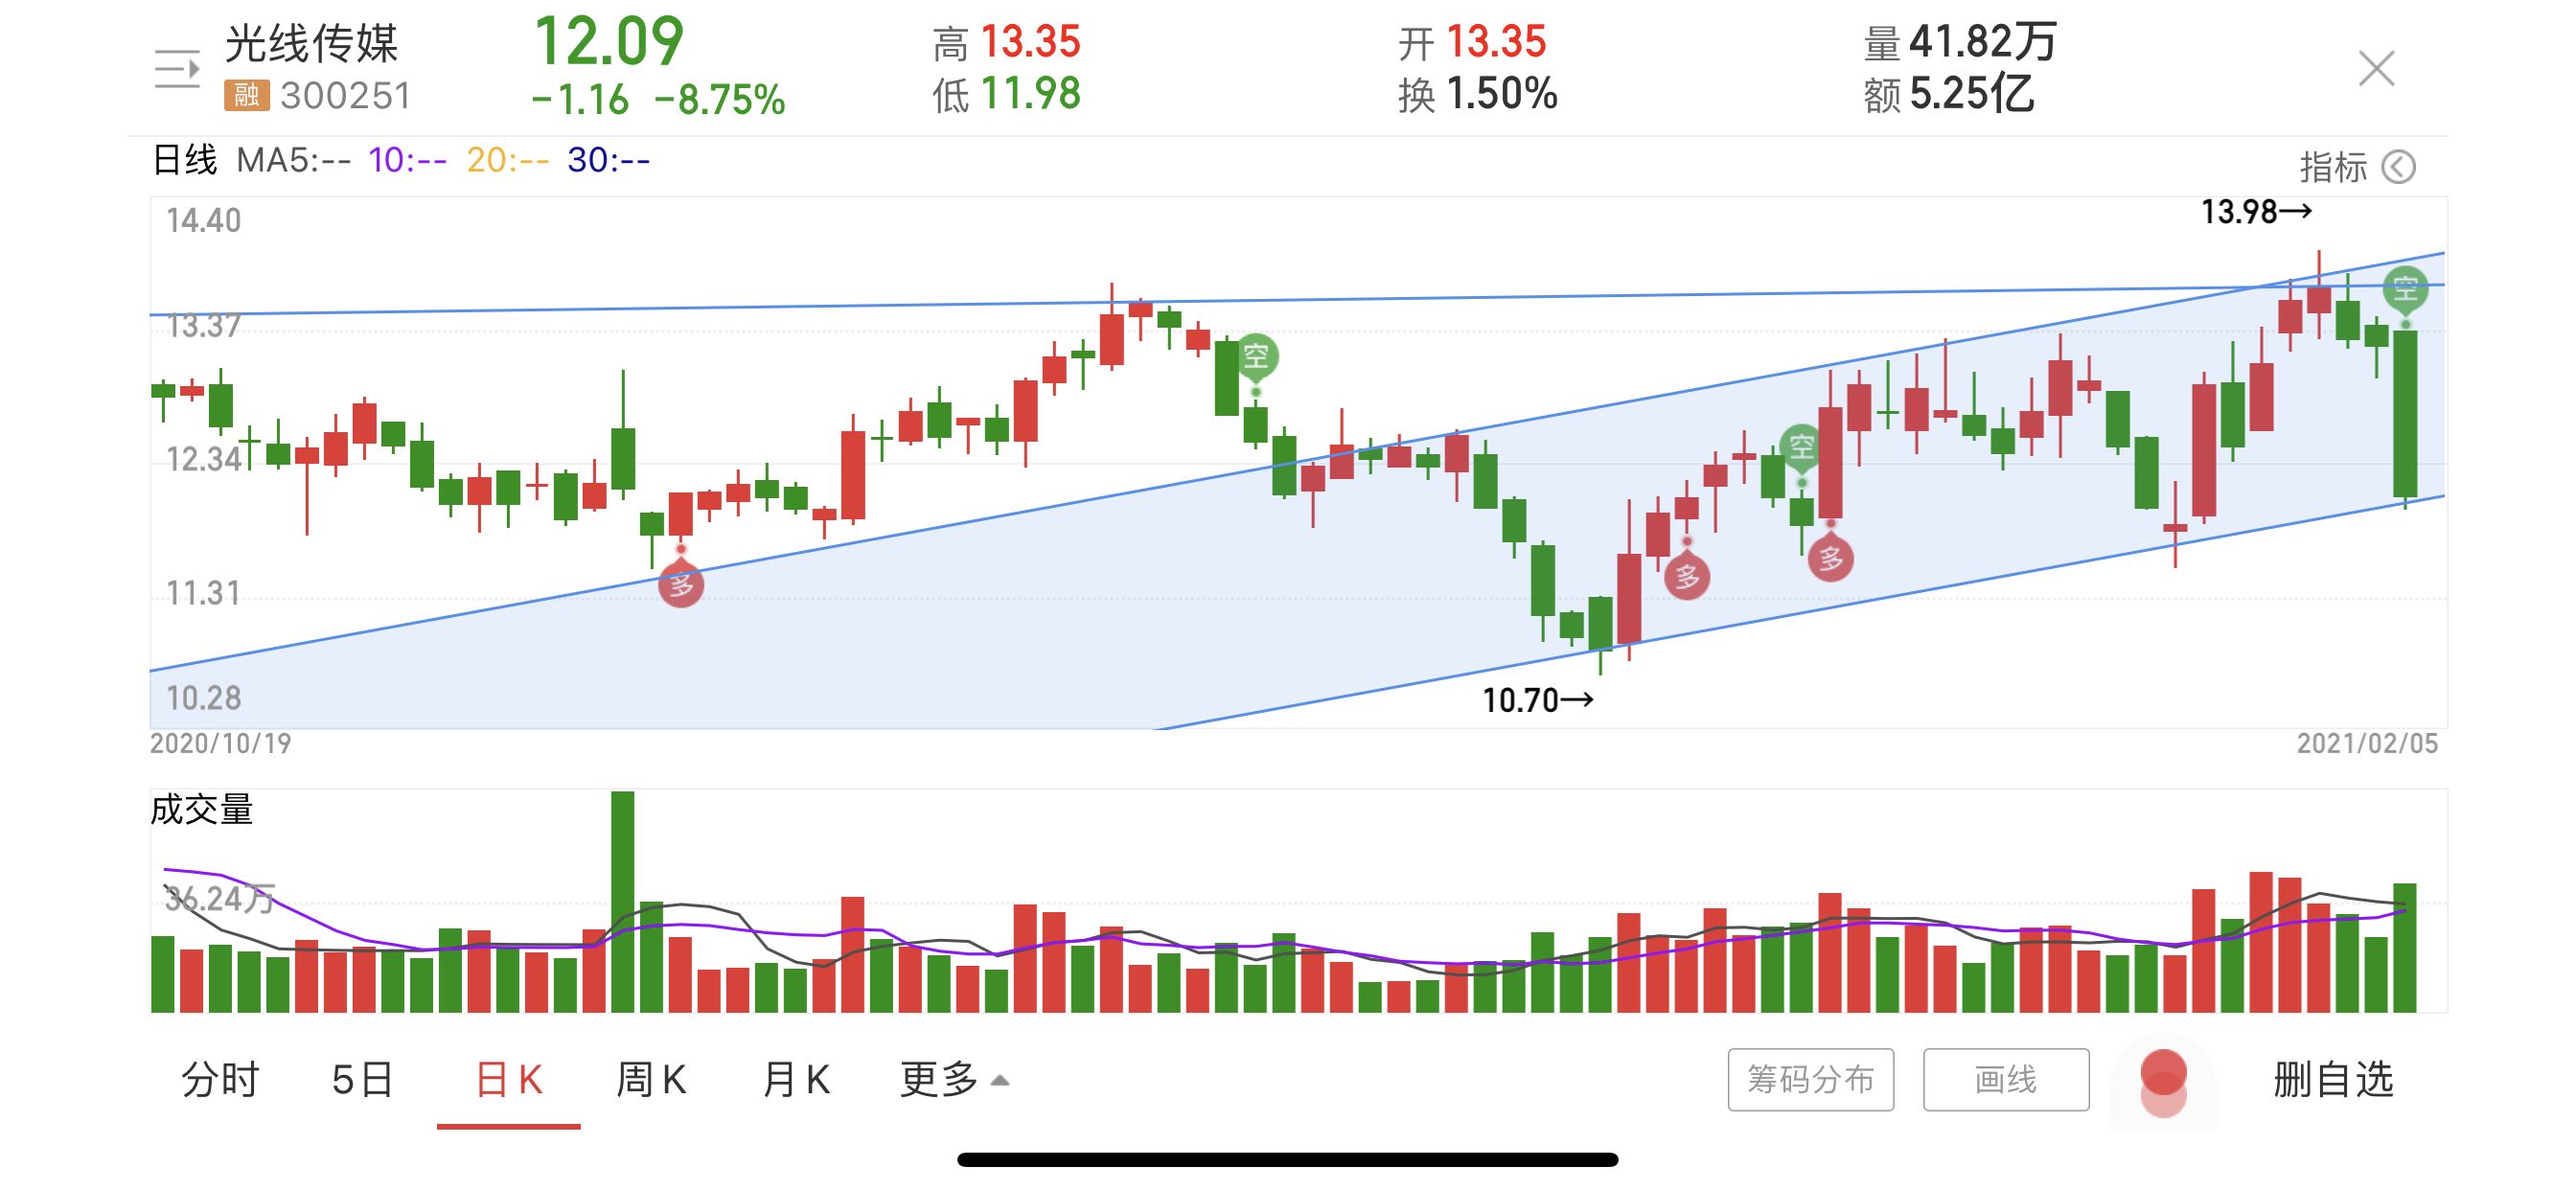 光线传媒 12.09 高 13.35 开 13.35 量 41.82万
融 300251 -1.16 -8.75% 低 11.98 换 1.50% 额 5.25亿
日线 MA5:-- 10:-- 20:-- 30:-- 指标
14.40
13.98→
13.37
空
空
12.34
空
多
多
11.31
多
10.28
10.70→
2020/10/19 2021/02/05
成交量
36.24万
分时 5日 日K 周K 月K 更多 筹码分布 画线 删自选